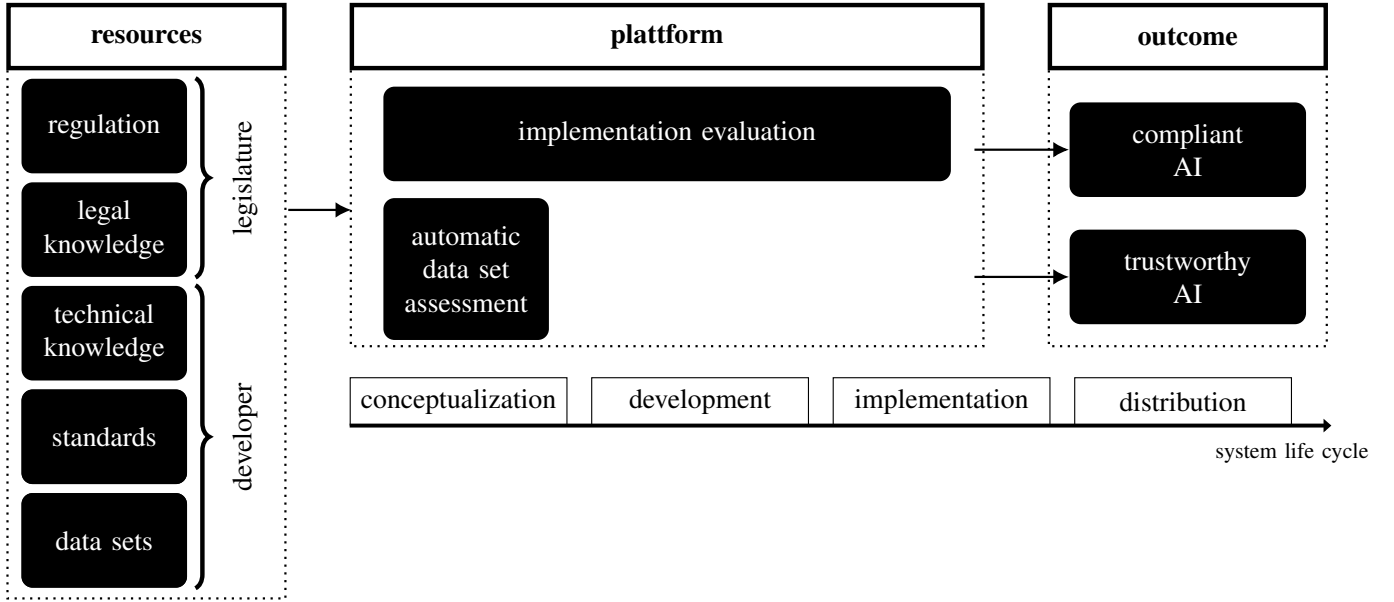 resources
regulation
legal
knowledge
legislature
technical
knowledge
standards
data sets
developer
plattform
implementation evaluation
automatic
data set
assessment
outcome
compliant
AI
trustworthy
AI
conceptualization
development
implementation
distribution
system life cycle